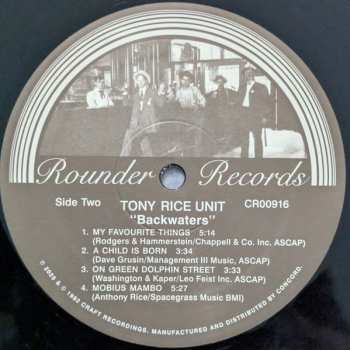 Rounder Records
Side Two TONY RICE UNIT CR00916
"Backwaters"
1. MY FAVOURITE THINGS 5:14
(Rodgers & Hammerstein/Chappell & Co. Inc. ASCAP)
2. A CHILD IS BORN 3:34
(Dave Grusin/Management III Music, ASCAP)
3. ON GREEN DOLPHIN STREET 3:33
(Washington & Kaper/Leo Feist Inc. ASCAP)
4. MOBIUS MAMBO 5:27
(Anthony Rice/Spacegrass Music BMI)
© 2025 & ℗ 1982 CRAFT RECORDINGS. MANUFACTURED AND DISTRIBUTED BY CONCORD.